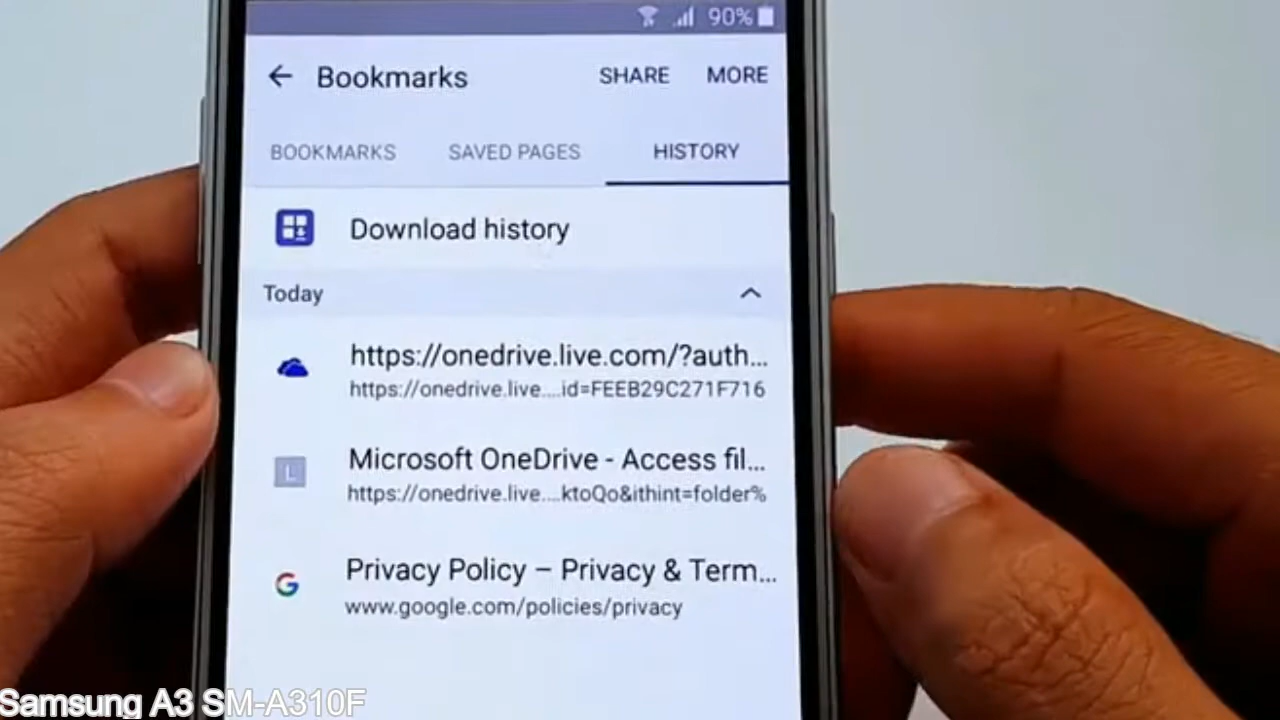 90%
Bookmarks SHARE MORE
BOOKMARKS SAVED PAGES HISTORY
Download history
Today
https://onedrive.live.com/?auth...
https://onedrive.live....id=FEEB29C271F716
L
Microsoft OneDrive - Access fil...
https://onedrive.live....ktoQo&ithint=folder%
G
Privacy Policy – Privacy & Term...
www.google.com/policies/privacy
Samsung A3 SM-A310F